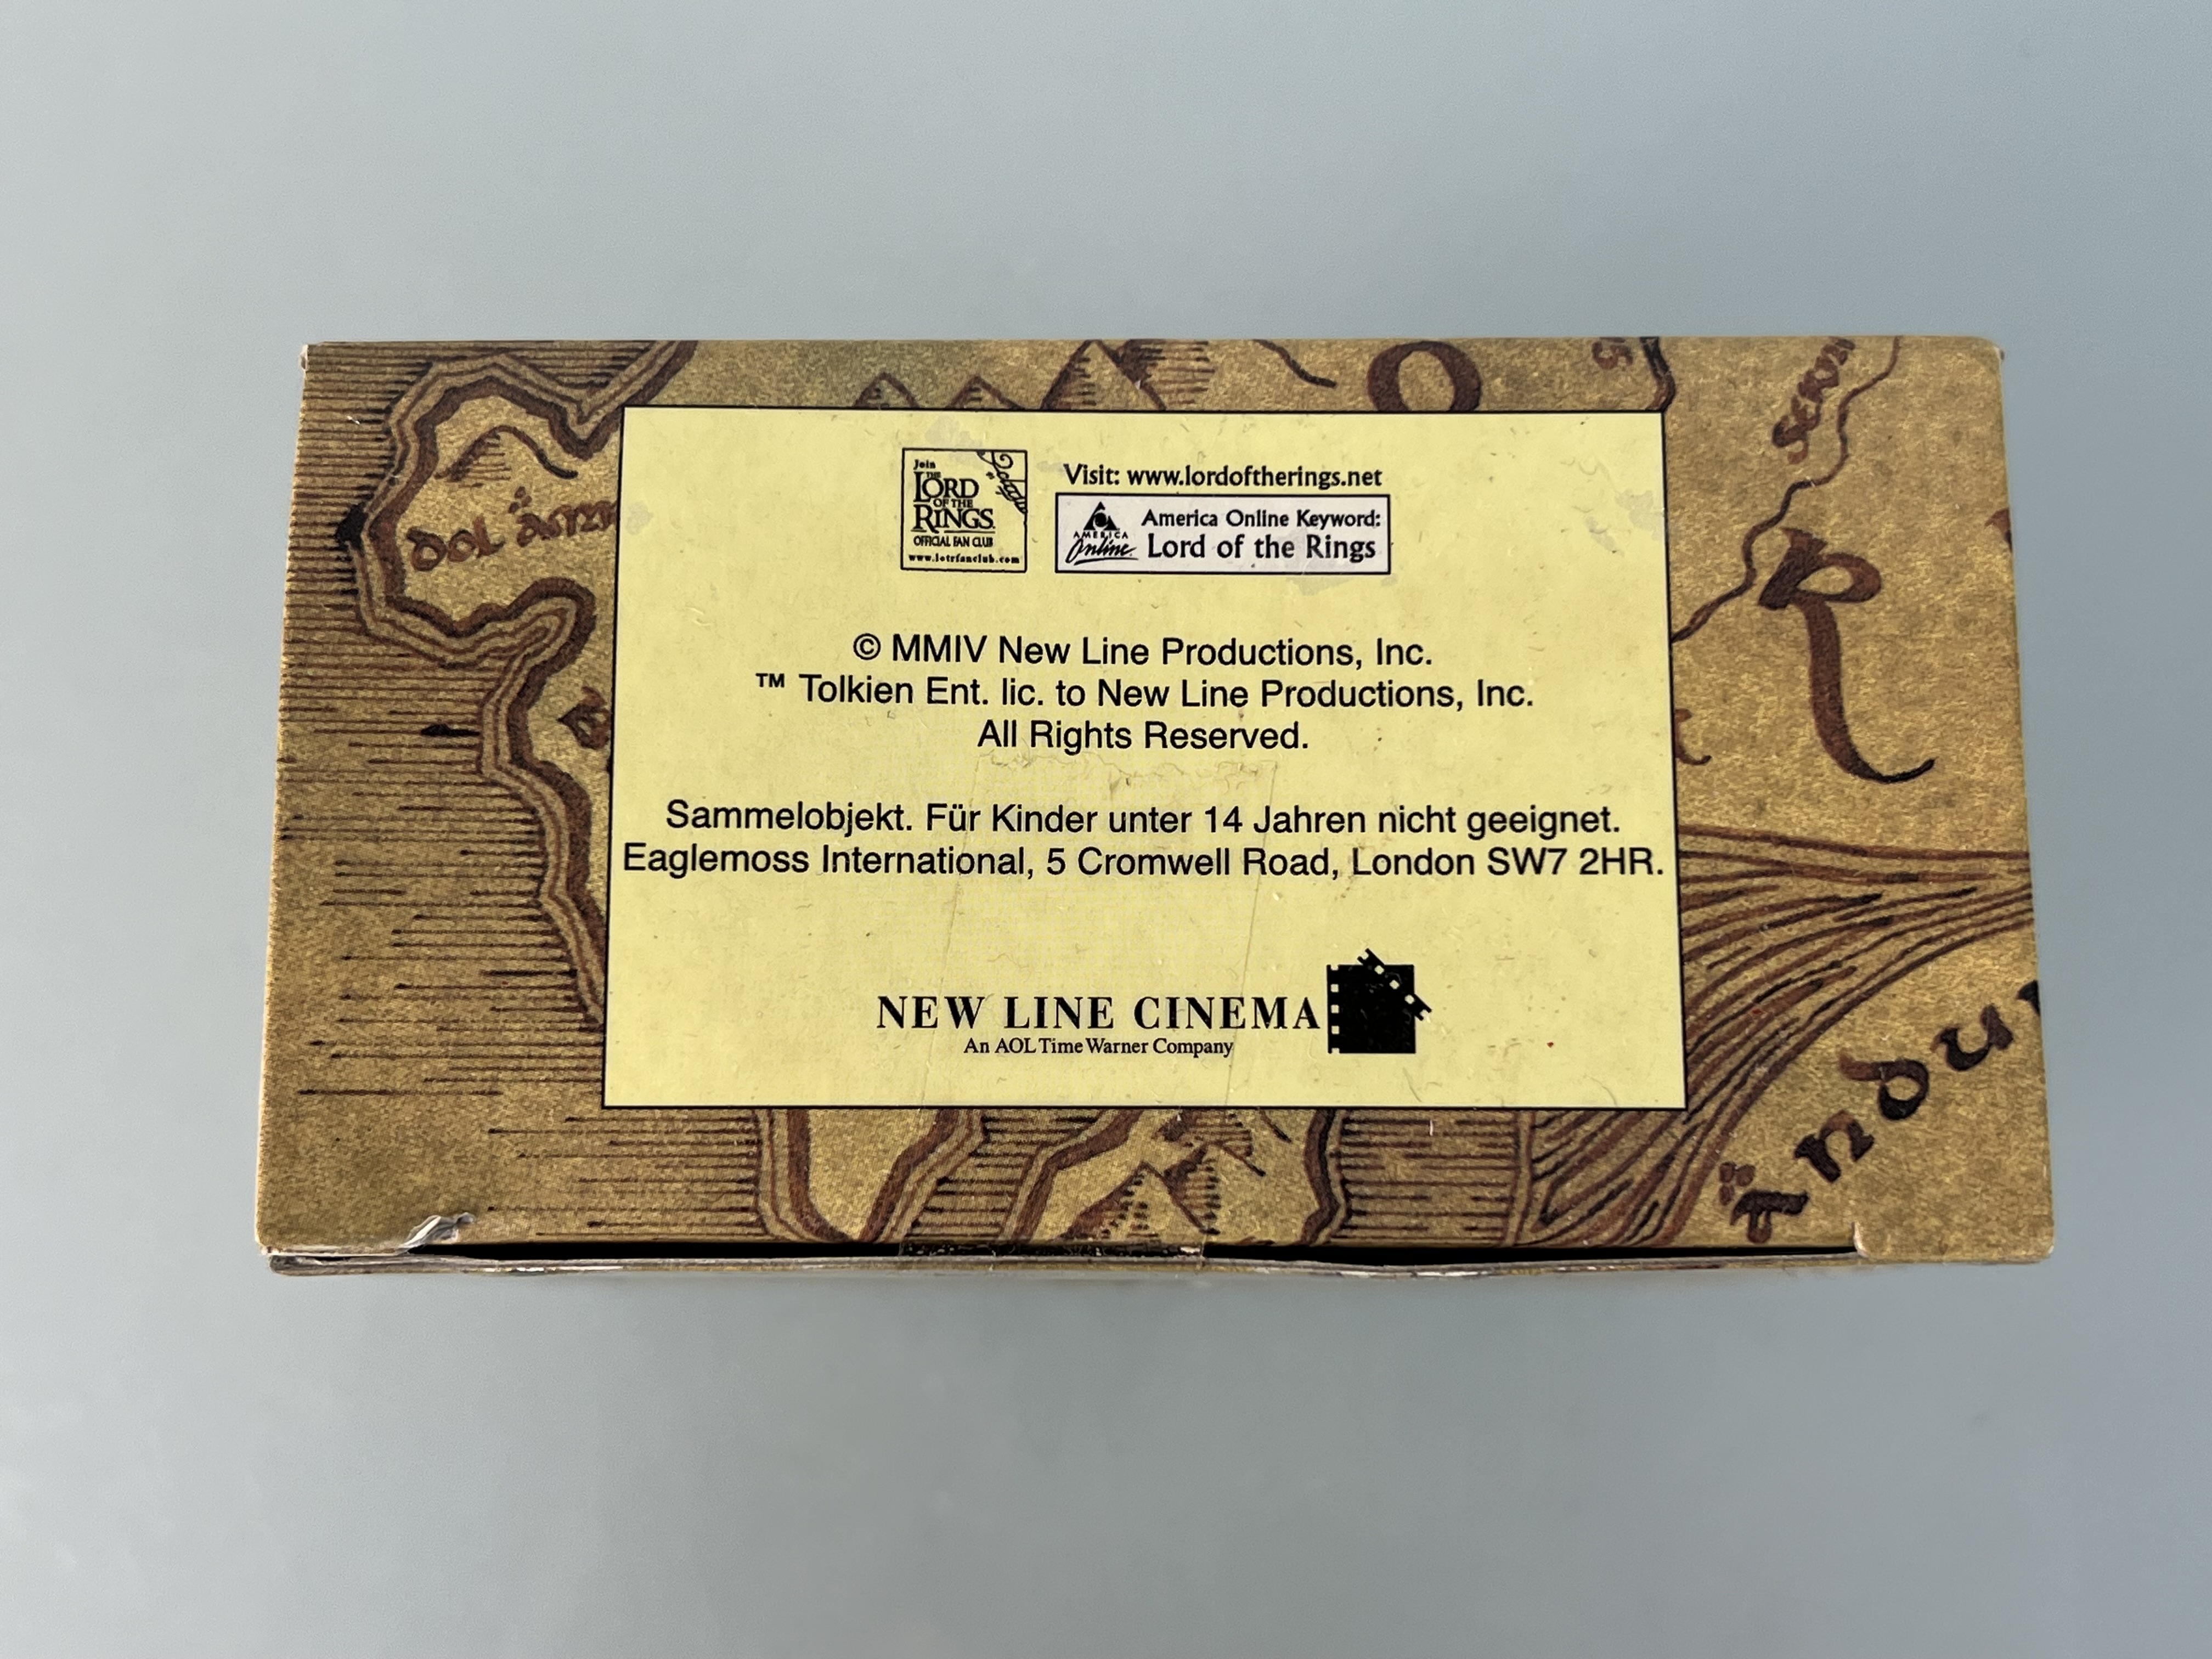 Join
THE
LORD
OF THE
RINGS
OFFICIAL FAN CLUB
www.lotrfanclub.com
Visit: www.lordoftherings.net
AMERICA
Online
America Online Keyword:
Lord of the Rings
© MMIV New Line Productions, Inc.
™ Tolkien Ent. lic. to New Line Productions, Inc.
All Rights Reserved.
Sammelobjekt. Für Kinder unter 14 Jahren nicht geeignet.
Eaglemoss International, 5 Cromwell Road, London SW7 2HR.
NEW LINE CINEMA
An AOL Time Warner Company
O
R